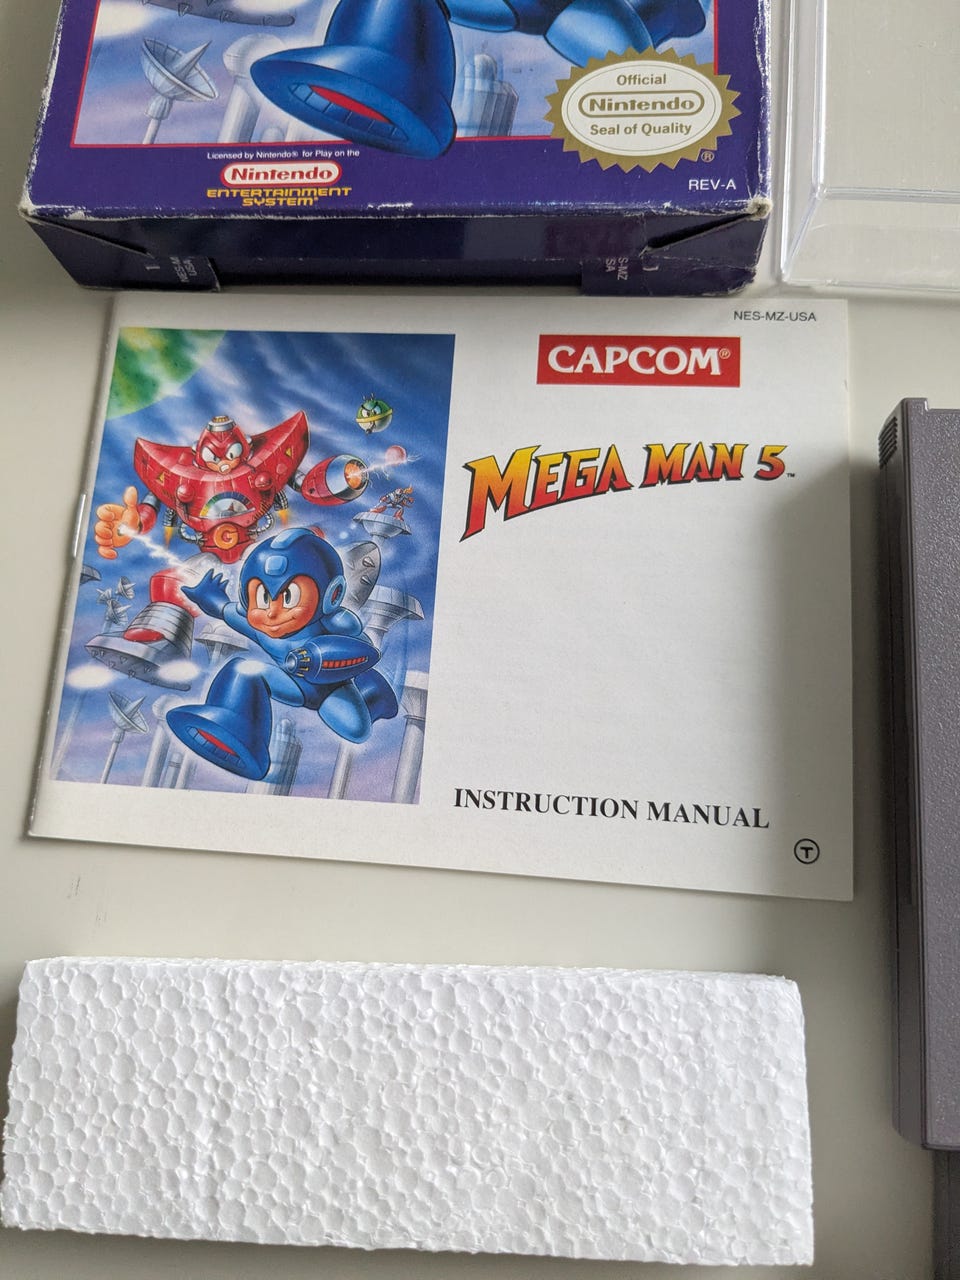 Official
Nintendo
Seal of Quality
®
Licensed by Nintendo® for Play on the
Nintendo
ENTERTAINMENT
SYSTEM®
REV-A
NES-MZ-USA
CAPCOM®
MEGA MAN 5™
G
INSTRUCTION MANUAL
T